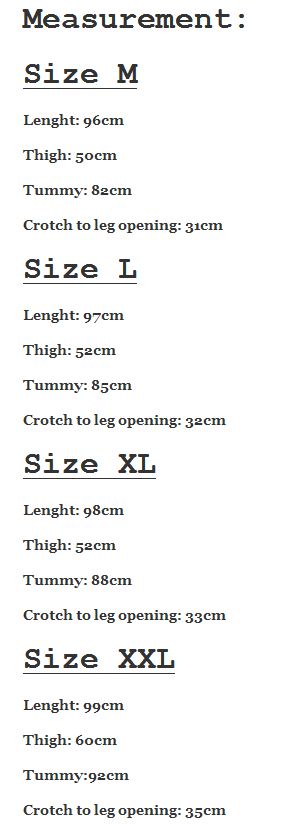 Measurement:
Size M
Lenght: 96cm
Thigh: 50cm
Tummy: 82cm
Crotch to leg opening: 31cm
Size L
Lenght: 97cm
Thigh: 52cm
Tummy: 85cm
Crotch to leg opening: 32cm
Size XL
Lenght: 98cm
Thigh: 52cm
Tummy: 88cm
Crotch to leg opening: 33cm
Size XXL
Lenght: 99cm
Thigh: 60cm
Tummy:92cm
Crotch to leg opening: 35cm